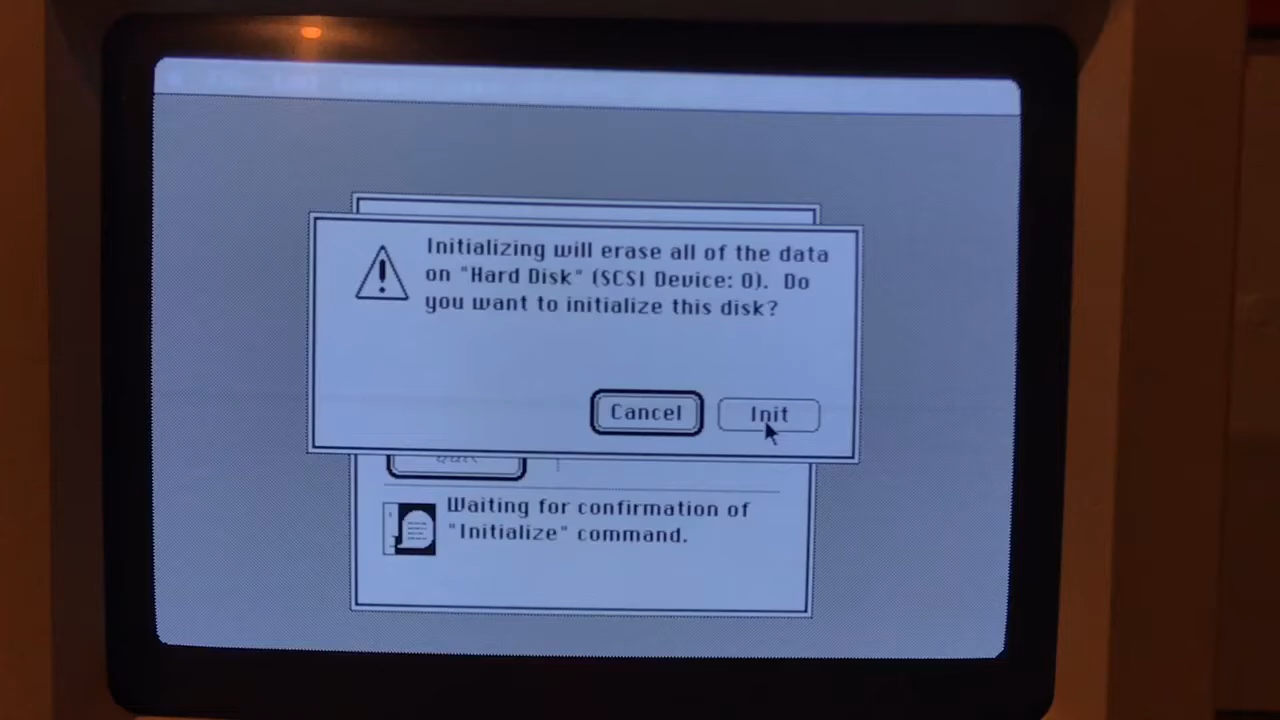 Initializing will erase all of the data
on "Hard Disk" (SCSI Device: 0).  Do
you want to initialize this disk?
Cancel
Init
Waiting for confirmation of
"Initialize" command.